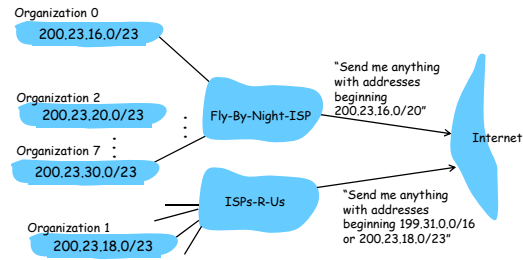 Organization 0
200.23.16.0/23
Organization 2
200.23.20.0/23
Organization 7
200.23.30.0/23
Fly-By-Night-ISP
"Send me anything
with addresses
beginning
200.23.16.0/20"
Internet
ISPs-R-Us
Organization 1
200.23.18.0/23
"Send me anything
with addresses
beginning 199.31.0.0/16
or 200.23.18.0/23"